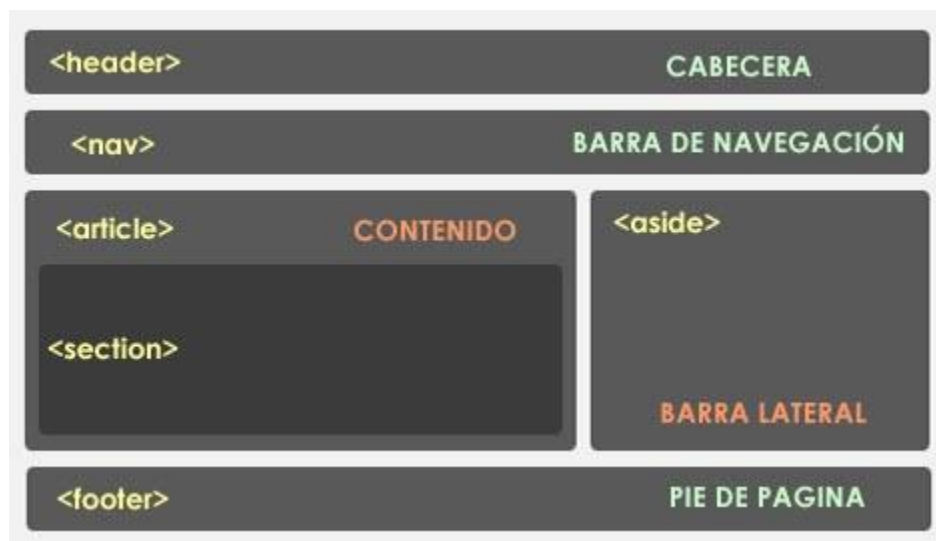 <header>
CABECERA
<nav>
BARRA DE NAVEGACIÓN
<article>
CONTENIDO
<section>
<aside>
BARRA LATERAL
<footer>
PIE DE PAGINA